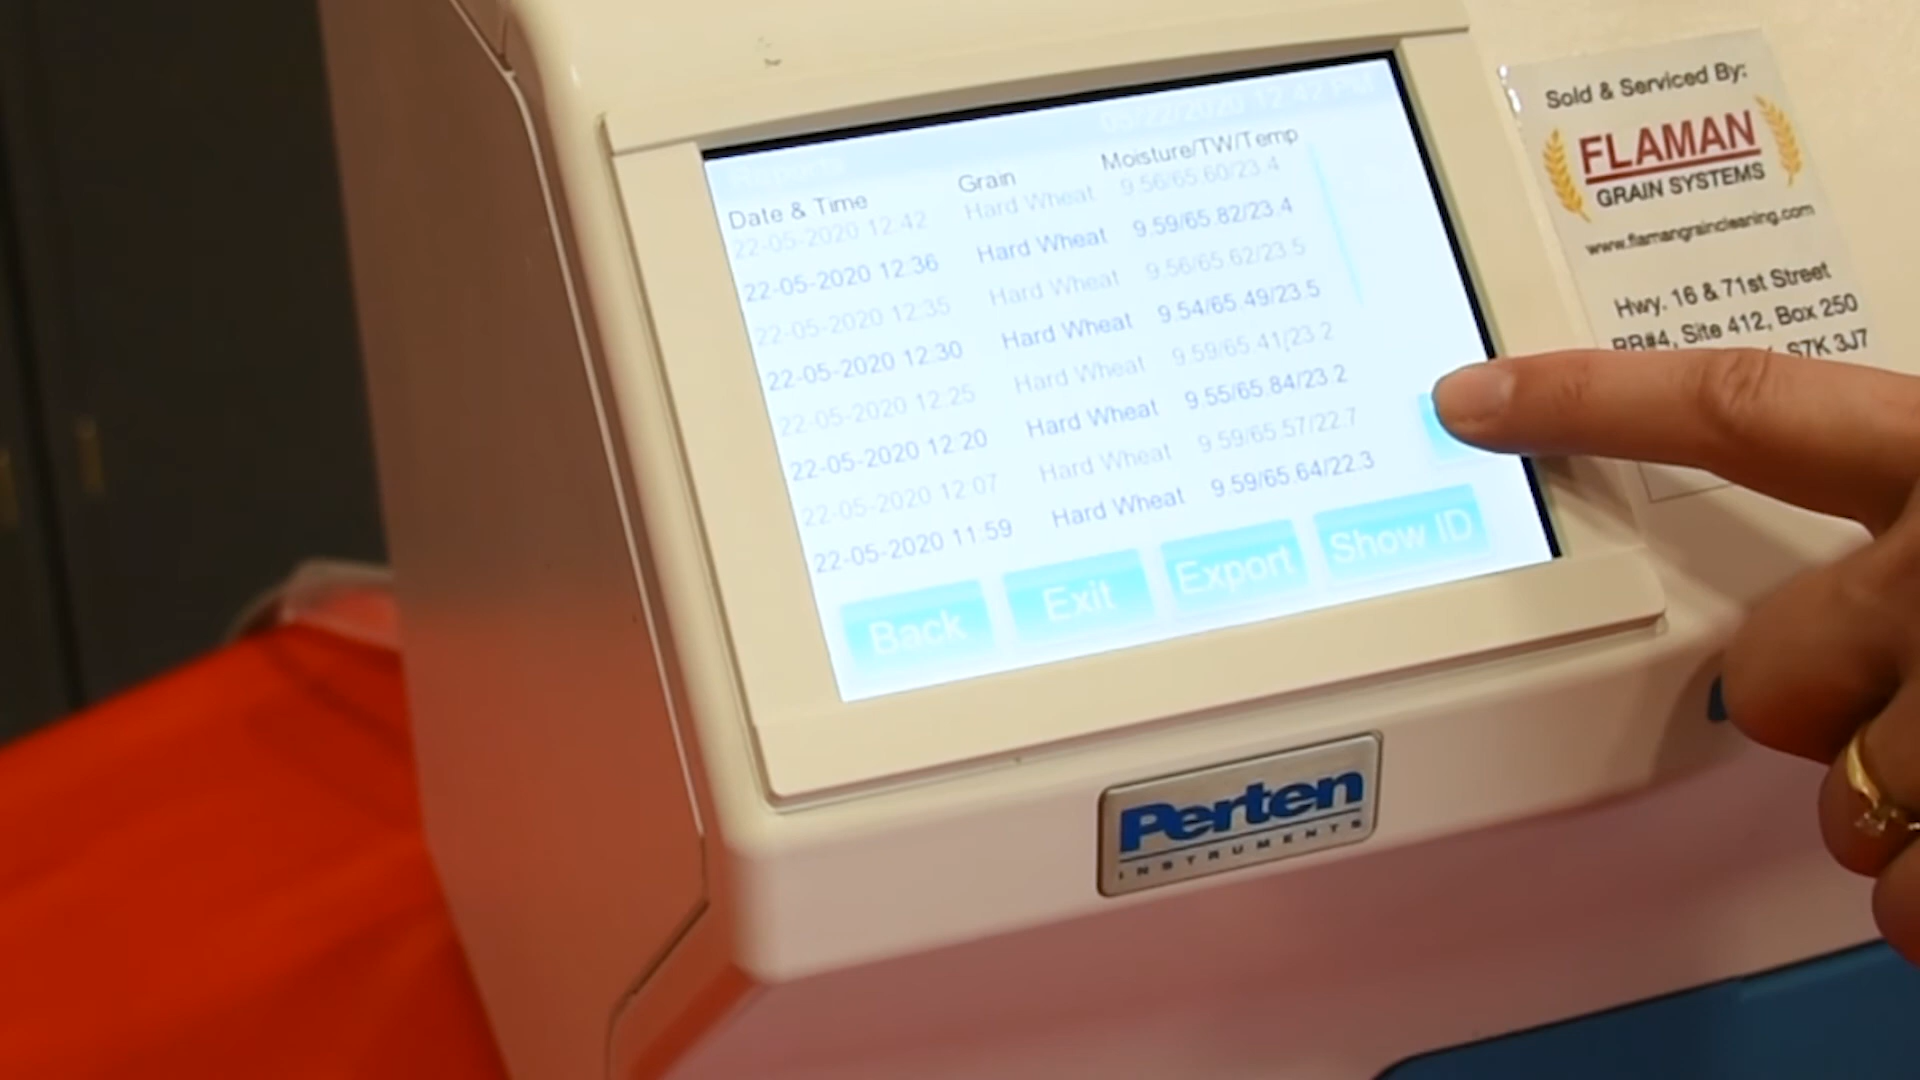 05/22/2020 12:42 PM
Reports
Date & Time Grain Moisture/TW/Temp
22-05-2020 12:42 Hard Wheat 9.56/65.60/23.4
22-05-2020 12:36 Hard Wheat 9.59/65.82/23.4
22-05-2020 12:35 Hard Wheat 9.56/65.62/23.5
22-05-2020 12:30 Hard Wheat 9.54/65.49/23.5
22-05-2020 12:25 Hard Wheat 9.59/65.41/23.2
22-05-2020 12:20 Hard Wheat 9.55/65.84/23.2
22-05-2020 12:07 Hard Wheat 9.59/65.57/22.7
22-05-2020 11:59 Hard Wheat 9.59/65.64/22.3
Back Exit Export Show ID
Perten
INSTRUMENTS
Sold & Serviced By:
FLAMAN
GRAIN SYSTEMS
www.flamangraincleaning.com
Hwy. 16 & 71st Street
RR#4, Site 412, Box 250
S7K 3J7